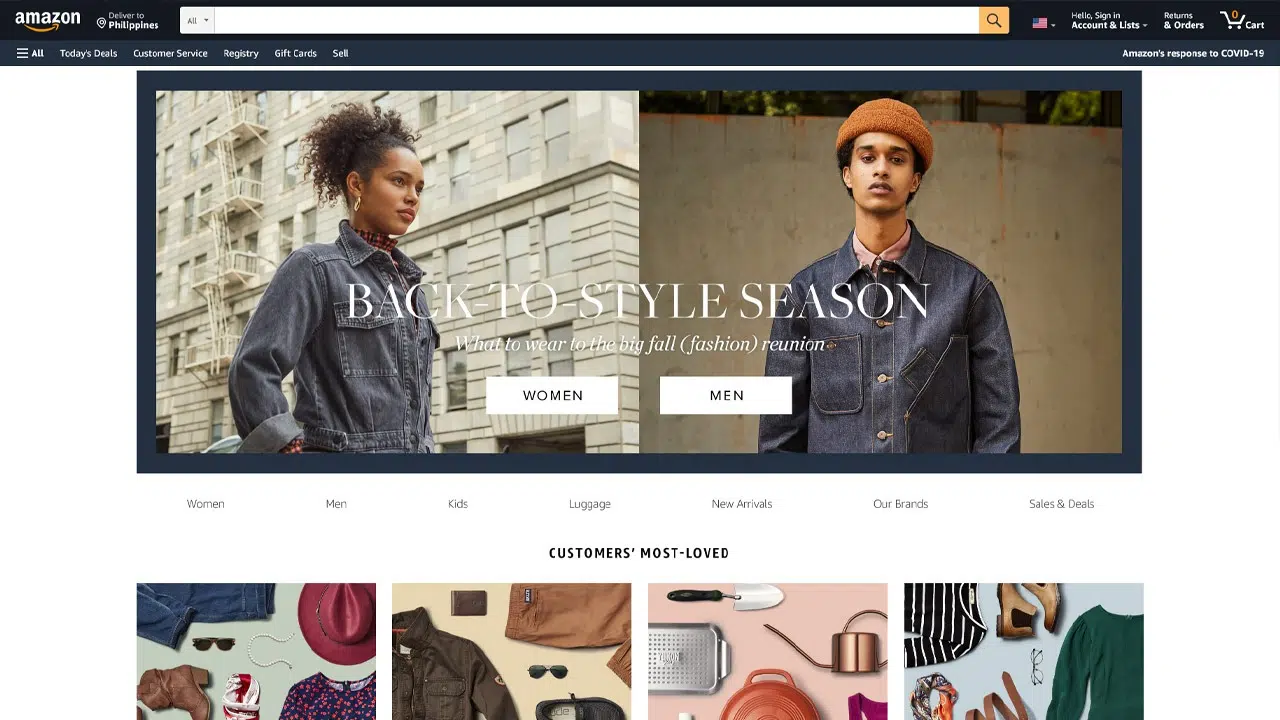 amazon
Deliver to
Philippines
All
Hello, Sign in
Account & Lists
Returns
& Orders
0
Cart
All
Today's Deals
Customer Service
Registry
Gift Cards
Sell
Amazon's response to COVID-19
BACK-TO-STYLE SEASON
What to wear to the big fall (fashion) reunion
WOMEN
MEN
Women
Men
Kids
Luggage
New Arrivals
Our Brands
Sales & Deals
CUSTOMERS' MOST-LOVED